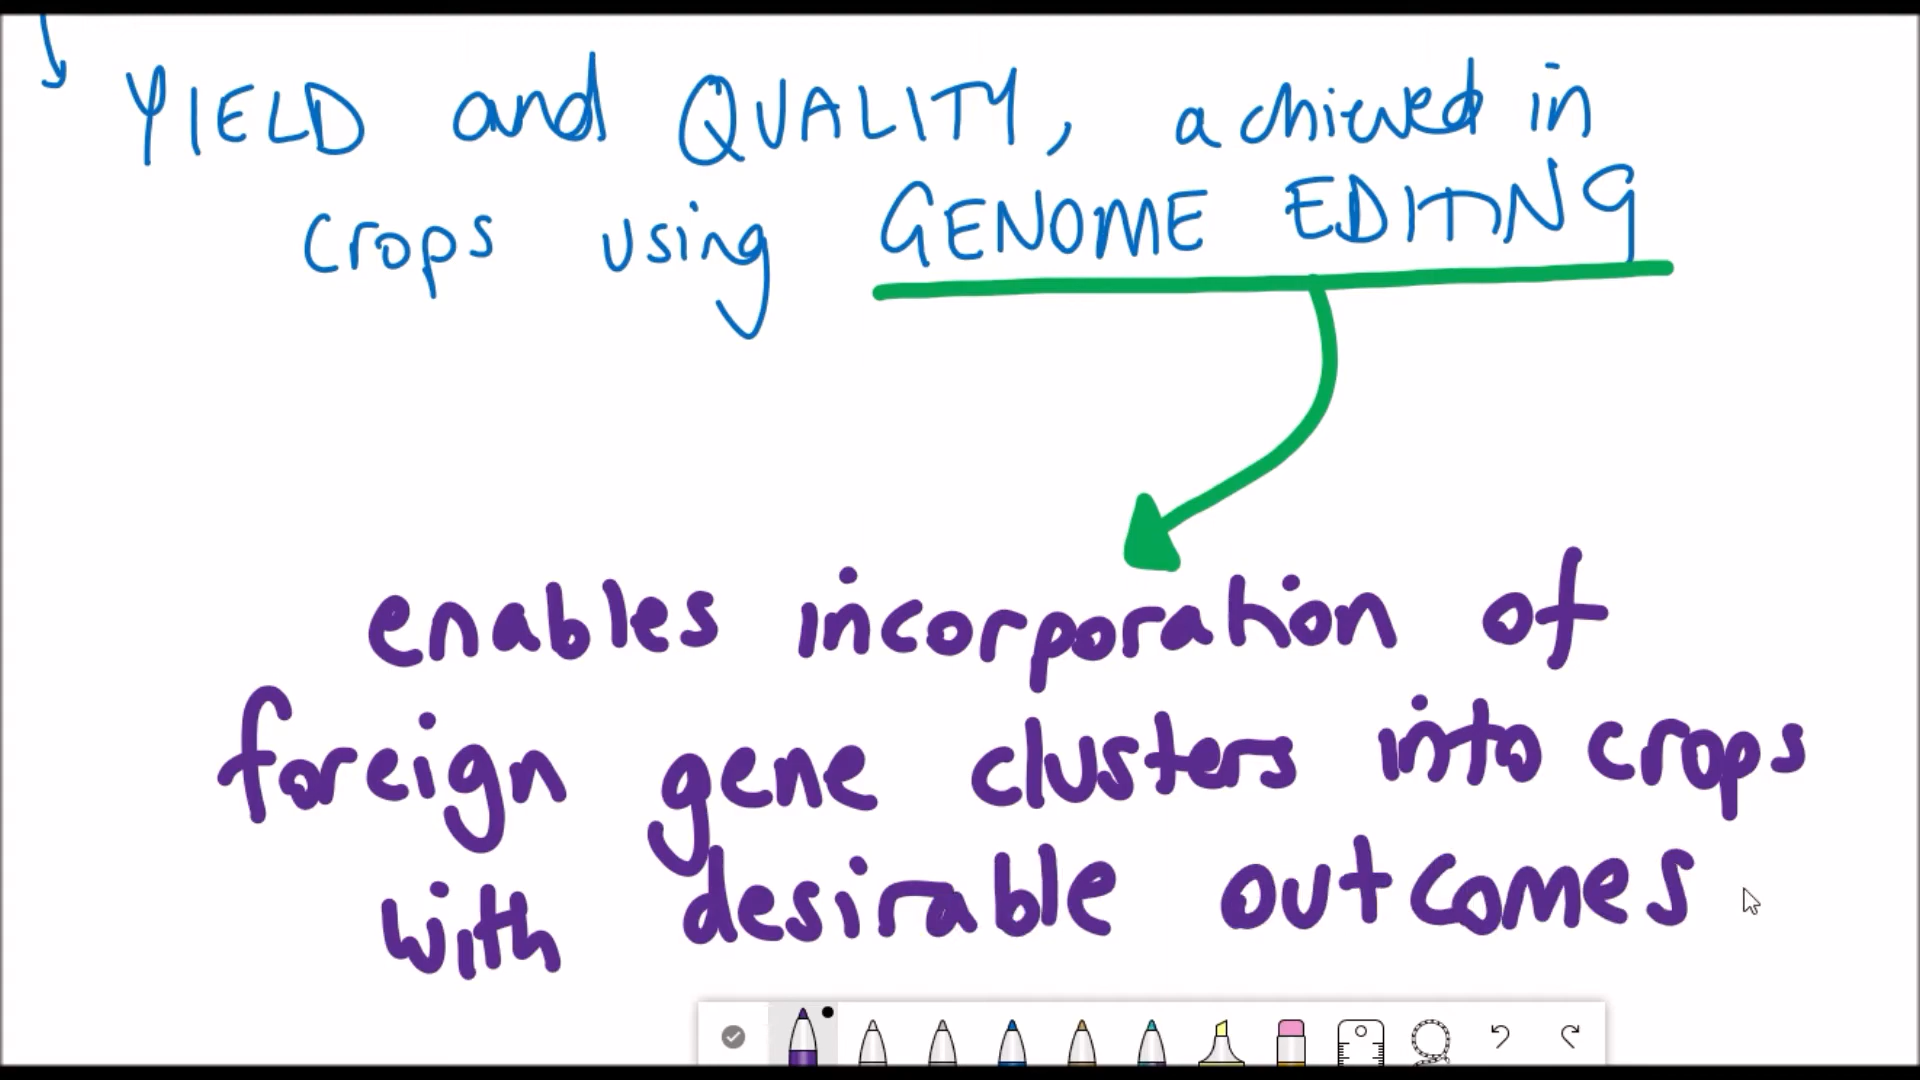 YIELD and QUALITY, achieved in
crops using GENOME EDITING
enables incorporation of
foreign gene clusters into crops
with desirable outcomes